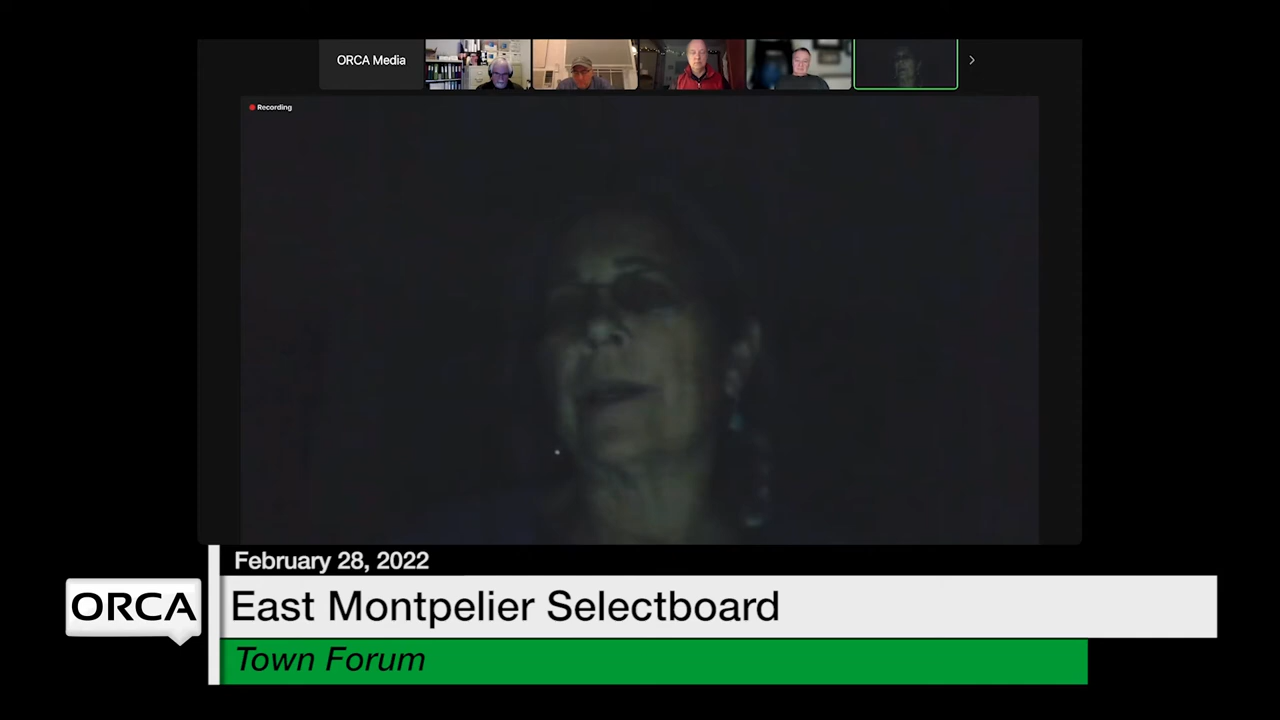 ORCA Media
Recording
February 28, 2022
ORCA
East Montpelier Selectboard
Town Forum